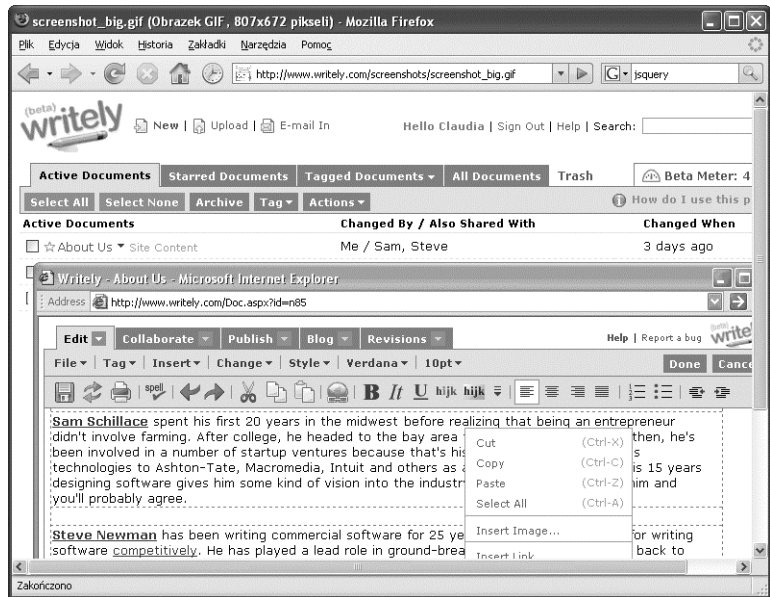 screenshot_big.gif (Obrazek GIF, 807x672 pikseli) - Mozilla Firefox
Plik Edycja Widok Historia Zakładki Narzędzia Pomoc
http://www.writely.com/screenshots/screenshot_big.gif jsquery
(beta) writely New | Upload | E-mail In Hello Claudia | Sign Out | Help | Search:
Active Documents Starred Documents Tagged Documents All Documents Trash Beta Meter: 4
Select All Select None Archive Tag Actions How do I use this p
Active Documents Changed By / Also Shared With Changed When
About Us Site Content Me / Sam, Steve 3 days ago
Writely - About Us - Microsoft Internet Explorer
Address http://www.writely.com/Doc.aspx?id=n85
Edit Collaborate Publish Blog Revisions Help | Report a bug write
File Tag Insert Change Style Verdana 10pt Done Cance
spell B It U hijk hijk
Sam Schillace spent his first 20 years in the midwest before realizing that being an entrepreneur
didn't involve farming. After college, he headed to the bay area then, he's
been involved in a number of startup ventures because that's his s
technologies to Ashton-Tate, Macromedia, Intuit and others as a is 15 years
designing software gives him some kind of vision into the industr im and
you'll probably agree.
Cut (Ctrl-X)
Copy (Ctrl-C)
Paste (Ctrl-Z)
Select All (Ctrl-A)
Insert Image...
Insert Link
Steve Newman has been writing commercial software for 25 ye or writing
software competitively. He has played a lead role in ground-brea back to
Zakończono